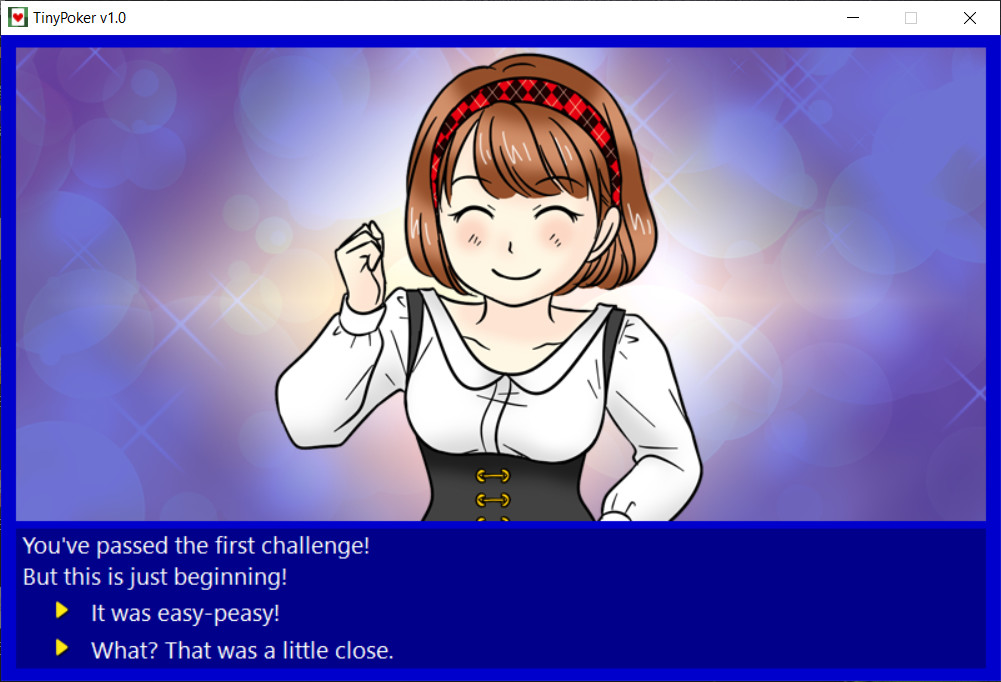 TinyPoker v1.0
You've passed the first challenge!
But this is just beginning!
It was easy-peasy!
What? That was a little close.